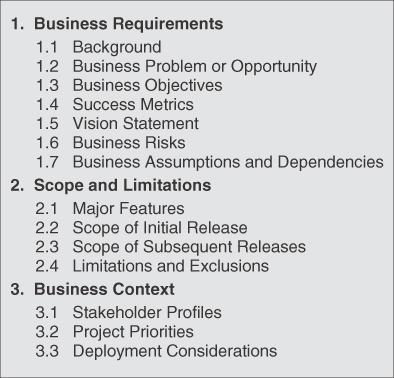 1. Business Requirements
1.1 Background
1.2 Business Problem or Opportunity
1.3 Business Objectives
1.4 Success Metrics
1.5 Vision Statement
1.6 Business Risks
1.7 Business Assumptions and Dependencies
2. Scope and Limitations
2.1 Major Features
2.2 Scope of Initial Release
2.3 Scope of Subsequent Releases
2.4 Limitations and Exclusions
3. Business Context
3.1 Stakeholder Profiles
3.2 Project Priorities
3.3 Deployment Considerations